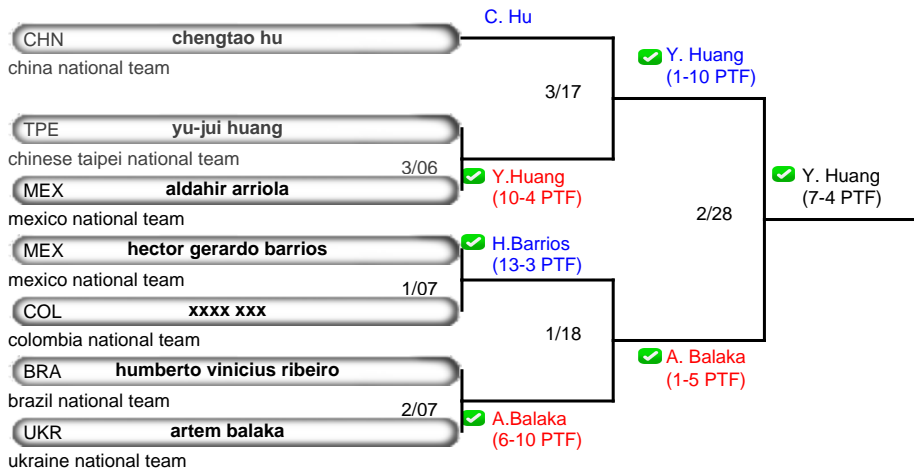 C. Hu
CHN chengtao hu
china national team
3/17
Y. Huang
(1-10 PTF)
TPE yu-jui huang
chinese taipei national team
3/06
MEX aldahir arriola
mexico national team
Y.Huang
(10-4 PTF)
2/28
Y. Huang
(7-4 PTF)
MEX hector gerardo barrios
mexico national team
H.Barrios
(13-3 PTF)
1/07
COL xxxx xxx
colombia national team
1/18
A. Balaka
(1-5 PTF)
BRA humberto vinicius ribeiro
brazil national team
2/07
UKR artem balaka
ukraine national team
A.Balaka
(6-10 PTF)